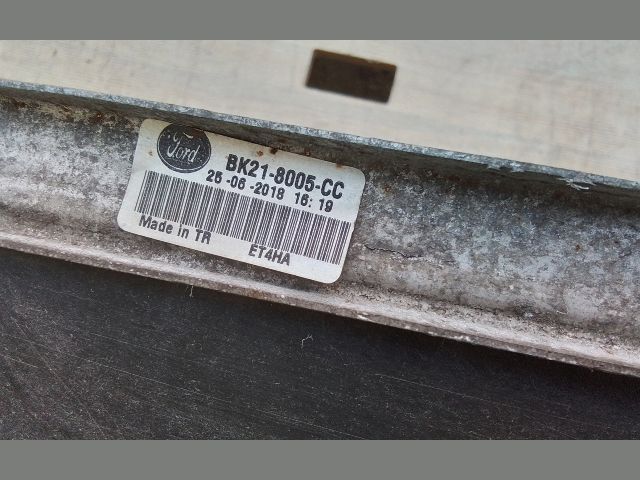 Ford
BK21-8005-CC
25-06-2018 16:19
Made in TR
ET4HA